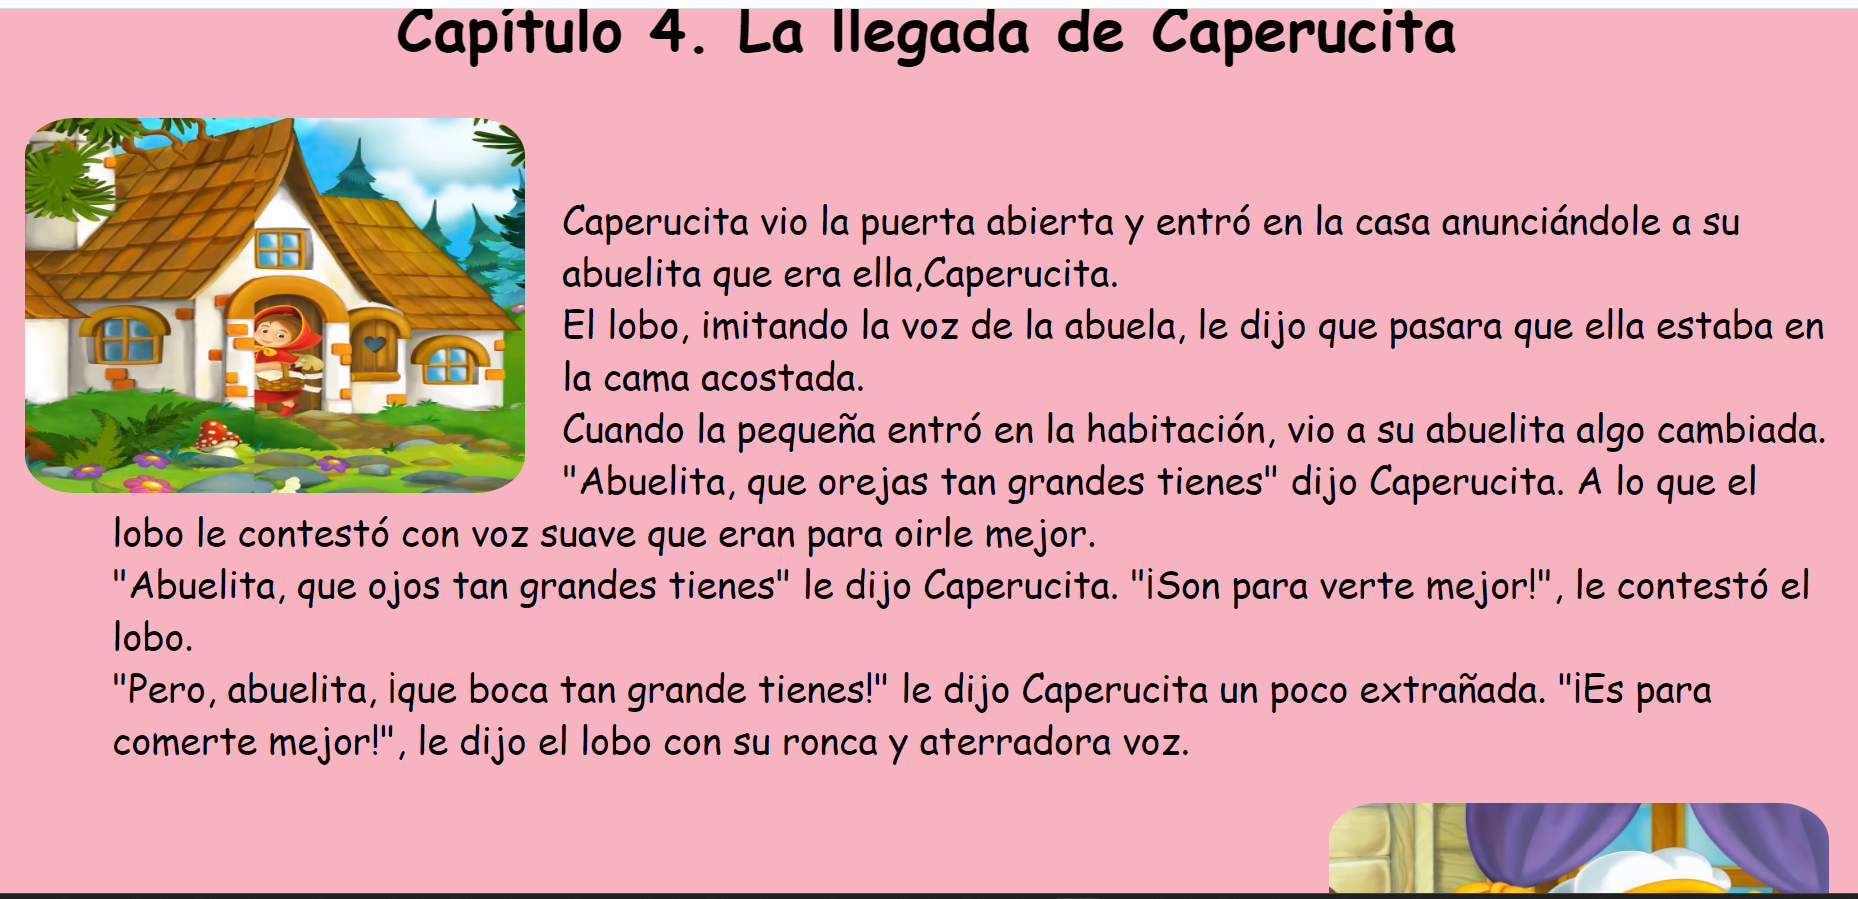 Capítulo 4. La llegada de Caperucita
Caperucita vio la puerta abierta y entró en la casa anunciándole a su
abuelita que era ella,Caperucita.
El lobo, imitando la voz de la abuela, le dijo que pasara que ella estaba en
la cama acostada.
Cuando la pequeña entró en la habitación, vio a su abuelita algo cambiada.
"Abuelita, que orejas tan grandes tienes" dijo Caperucita. A lo que el
lobo le contestó con voz suave que eran para oirle mejor.
"Abuelita, que ojos tan grandes tienes" le dijo Caperucita. "¡Son para verte mejor!", le contestó el
lobo.
"Pero, abuelita, ¡que boca tan grande tienes!" le dijo Caperucita un poco extrañada. "¡Es para
comerte mejor!", le dijo el lobo con su ronca y aterradora voz.